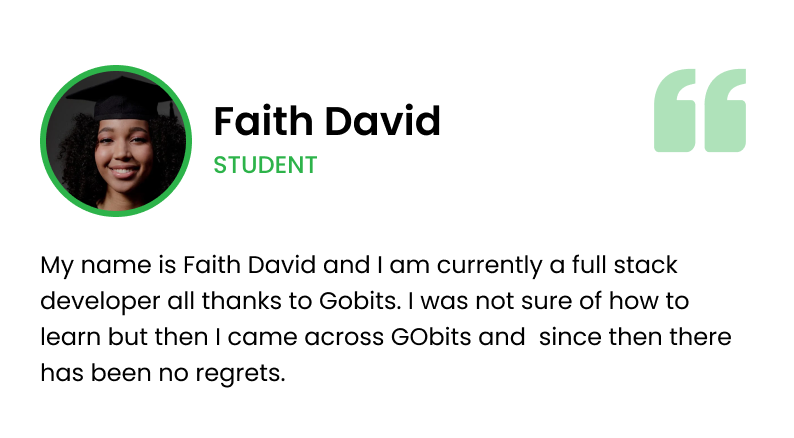 Faith David
STUDENT
My name is Faith David and I am currently a full stack
developer all thanks to Gobits. I was not sure of how to
learn but then I came across GObits and  since then there
has been no regrets.